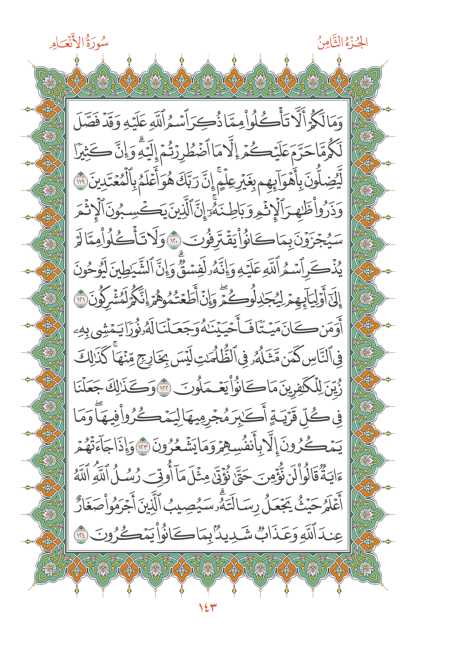 الجُزْءُ الثَّامِنُ
سُورَةُ الأَنْعَامِ
وَمَا لَكُمْ أَلَّا تَأْكُلُواْ مِمَّا ذُكِرَ ٱسْمُ ٱللَّهِ عَلَيْهِ وَقَدْ فَصَّلَ
لَكُم مَّا حَرَّمَ عَلَيْكُمْ إِلَّا مَا ٱضْطُرِرْتُمْ إِلَيْهِۗ وَإِنَّ كَثِيرٗا
لَّيُضِلُّونَ بِأَهْوَآئِهِم بِغَيْرِ عِلْمٍۚ إِنَّ رَبَّكَ هُوَ أَعْلَمُ بِٱلْمُعْتَدِينَ ١١٩
وَذَرُواْ ظَٰهِرَ ٱلْإِثْمِ وَبَاطِنَهُۥٓۚ إِنَّ ٱلَّذِينَ يَكْسِبُونَ ٱلْإِثْمَ
سَيُجْزَوْنَ بِمَا كَانُواْ يَقْتَرِفُونَ ١٢٠ وَلَا تَأْكُلُواْ مِمَّا لَمْ
يُذْكَرِ ٱسْمُ ٱللَّهِ عَلَيْهِ وَإِنَّهُۥ لَفِسْقٞۗ وَإِنَّ ٱلشَّيَٰطِينَ لَيُوحُونَ
إِلَىٰٓ أَوْلِيَآئِهِمْ لِيُجَٰدِلُوكُمْۖ وَإِنْ أَطَعْتُمُوهُمْ إِنَّكُمْ لَمُشْرِكُونَ ١٢١
أَوَمَن كَانَ مَيْتٗا فَأَحْيَيْنَٰهُ وَجَعَلْنَا لَهُۥ نُورٗا يَمْشِي بِهِۦ
فِي ٱلنَّاسِ كَمَن مَّثَلُهُۥ فِي ٱلظُّلُمَٰتِ لَيْسَ بِخَارِجٖ مِّنْهَاۚ كَذَٰلِكَ
زُيِّنَ لِلْكَٰفِرِينَ مَا كَانُواْ يَعْمَلُونَ ١٢٢ وَكَذَٰلِكَ جَعَلْنَا
فِي كُلِّ قَرْيَةٍ أَكَٰبِرَ مُجْرِمِيهَا لِيَمْكُرُواْ فِيهَاۖ وَمَا
يَمْكُرُونَ إِلَّا بِأَنفُسِهِمْ وَمَا يَشْعُرُونَ ١٢٣ وَإِذَا جَآءَتْهُمْ
ءَايَةٞ قَالُواْ لَن نُّؤْمِنَ حَتَّىٰ نُؤْتَىٰ مِثْلَ مَآ أُوتِيَ رُسُلُ ٱللَّهِۘ ٱللَّهُ
أَعْلَمُ حَيْثُ يَجْعَلُ رِسَالَتَهُۥۗ سَيُصِيبُ ٱلَّذِينَ أَجْرَمُواْ صَغَارٌ
عِندَ ٱللَّهِ وَعَذَابٞ شَدِيدُۢ بِمَا كَانُواْ يَمْكُرُونَ ١٢٤
١٤٣